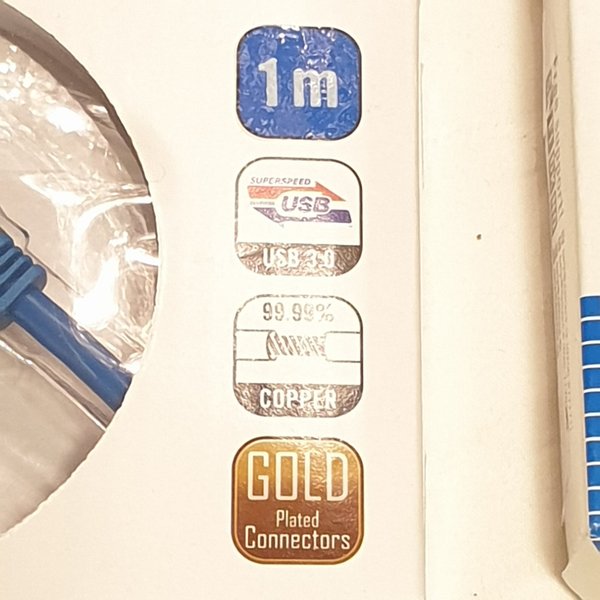 1m
SUPERSPEED
USB
USB 3.0
99.99%
COPPER
GOLD
Plated
Connectors